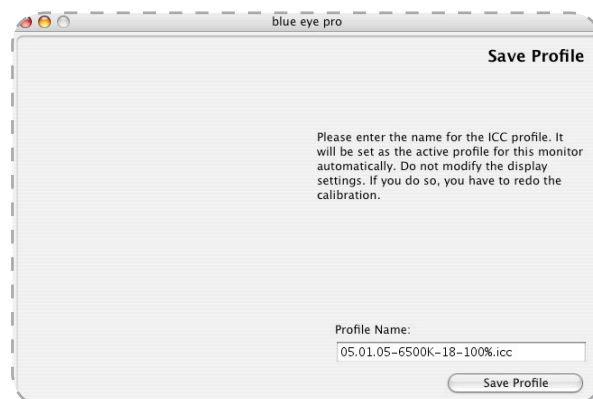 blue eye pro
Save Profile
Please enter the name for the ICC profile. It
will be set as the active profile for this monitor
automatically. Do not modify the display
settings. If you do so, you have to redo the
calibration.
Profile Name:
05.01.05-6500K-18-100%.icc
Save Profile